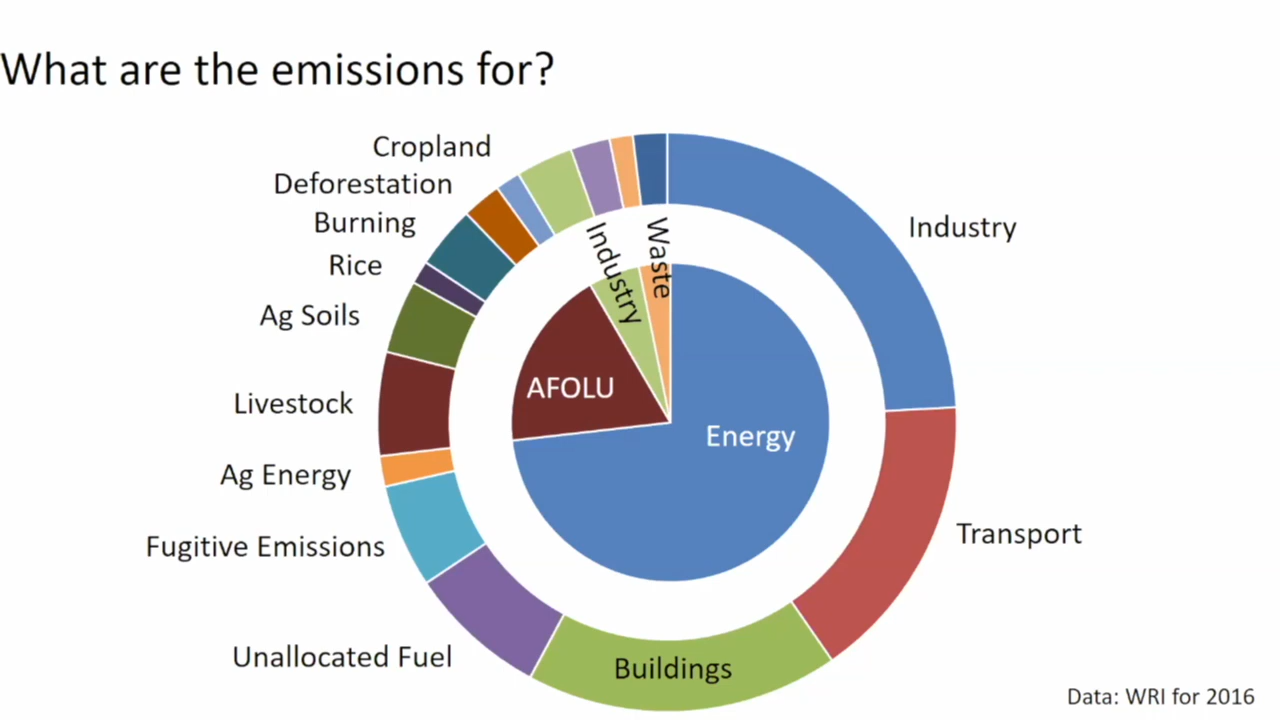 What are the emissions for?
Cropland
Deforestation
Burning
Rice
Ag Soils
Livestock
Ag Energy
Fugitive Emissions
Unallocated Fuel
Buildings
Transport
Industry
Industry
Waste
AFOLU
Energy
Data: WRI for 2016